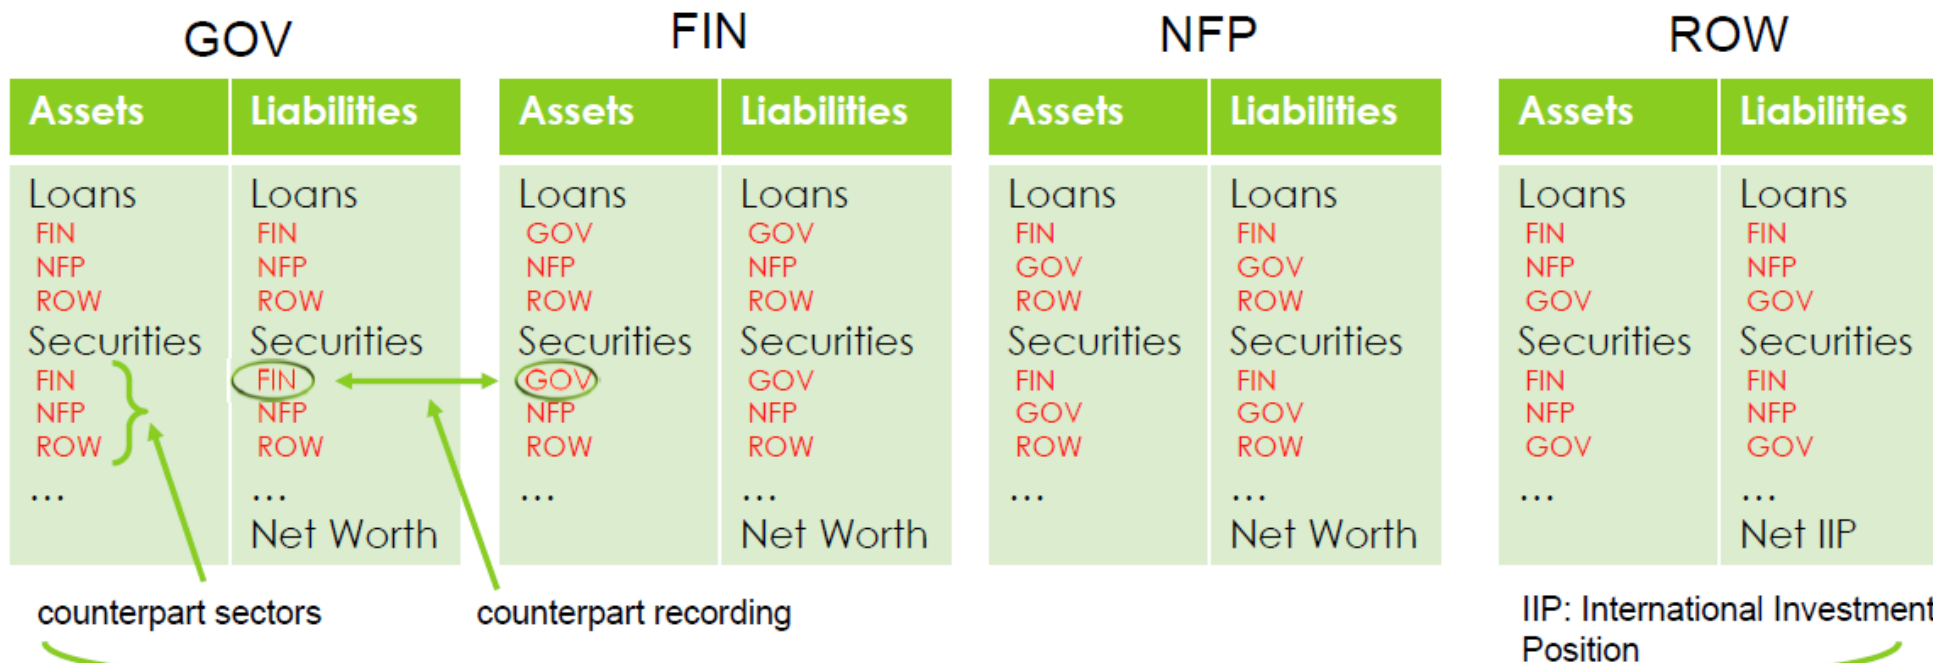 GOV
Assets Liabilities
Loans Loans
FIN FIN
NFP NFP
ROW ROW
Securities Securities
FIN FIN
NFP NFP
ROW ROW
... ...
Net Worth
FIN
Assets Liabilities
Loans Loans
GOV GOV
NFP NFP
ROW ROW
Securities Securities
GOV GOV
NFP NFP
ROW ROW
... ...
Net Worth
NFP
Assets Liabilities
Loans Loans
FIN FIN
GOV GOV
ROW ROW
Securities Securities
FIN FIN
GOV GOV
ROW ROW
... ...
Net Worth
ROW
Assets Liabilities
Loans Loans
FIN FIN
NFP NFP
GOV GOV
Securities Securities
FIN FIN
NFP NFP
GOV GOV
... ...
Net IIP
counterpart sectors
counterpart recording
IIP: International Investment
Position